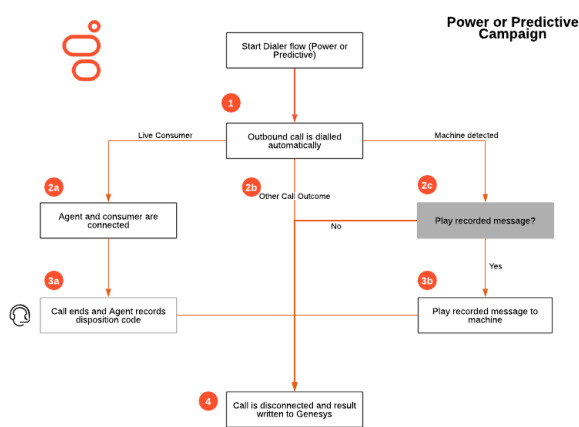 Power or Predictive
Campaign
Start Dialer flow (Power or
Predictive)
1
Live Consumer
Outbound call is dialled
automatically
Machine detected
2a
2b
2c
Other Call Outcome
Agent and consumer are
connected
Play recorded message?
No
Yes
3a
3b
Call ends and Agent records
disposition code
Play recorded message to
machine
4
Call is disconnected and result
written to Genesys